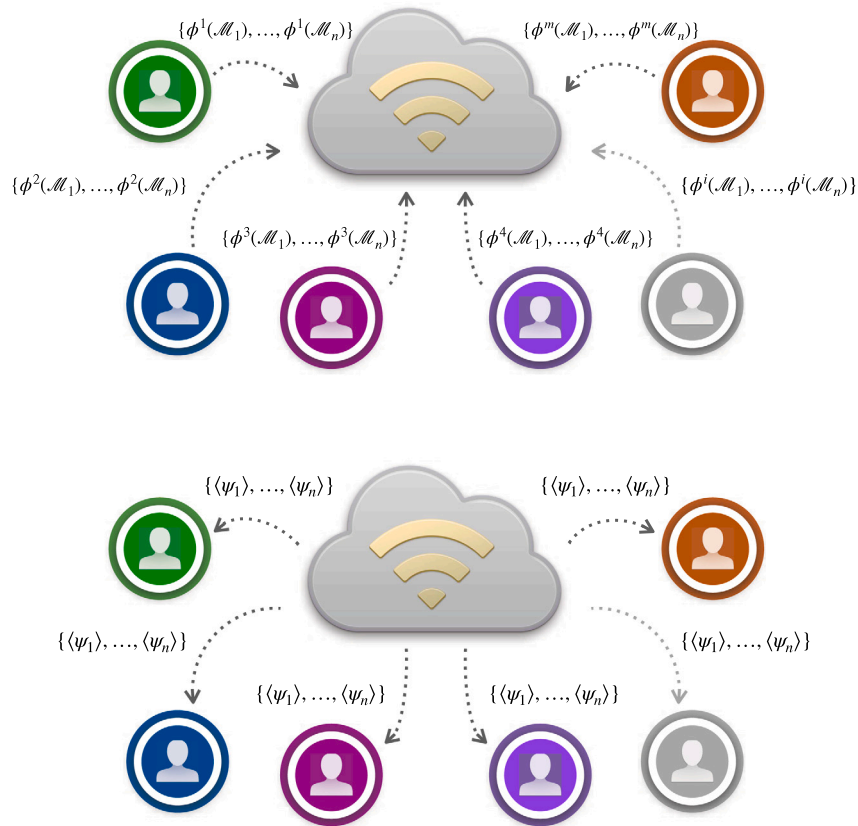 {ϕ¹(ℳ₁), …, ϕ¹(ℳₙ)}
{ϕᵐ(ℳ₁), …, ϕᵐ(ℳₙ)}
{ϕ²(ℳ₁), …, ϕ²(ℳₙ)}
{ϕⁱ(ℳ₁), …, ϕⁱ(ℳₙ)}
{ϕ³(ℳ₁), …, ϕ³(ℳₙ)}
{ϕ⁴(ℳ₁), …, ϕ⁴(ℳₙ)}
{⟨ψ₁⟩, …, ⟨ψₙ⟩}
{⟨ψ₁⟩, …, ⟨ψₙ⟩}
{⟨ψ₁⟩, …, ⟨ψₙ⟩}
{⟨ψ₁⟩, …, ⟨ψₙ⟩}
{⟨ψ₁⟩, …, ⟨ψₙ⟩}
{⟨ψ₁⟩, …, ⟨ψₙ⟩}